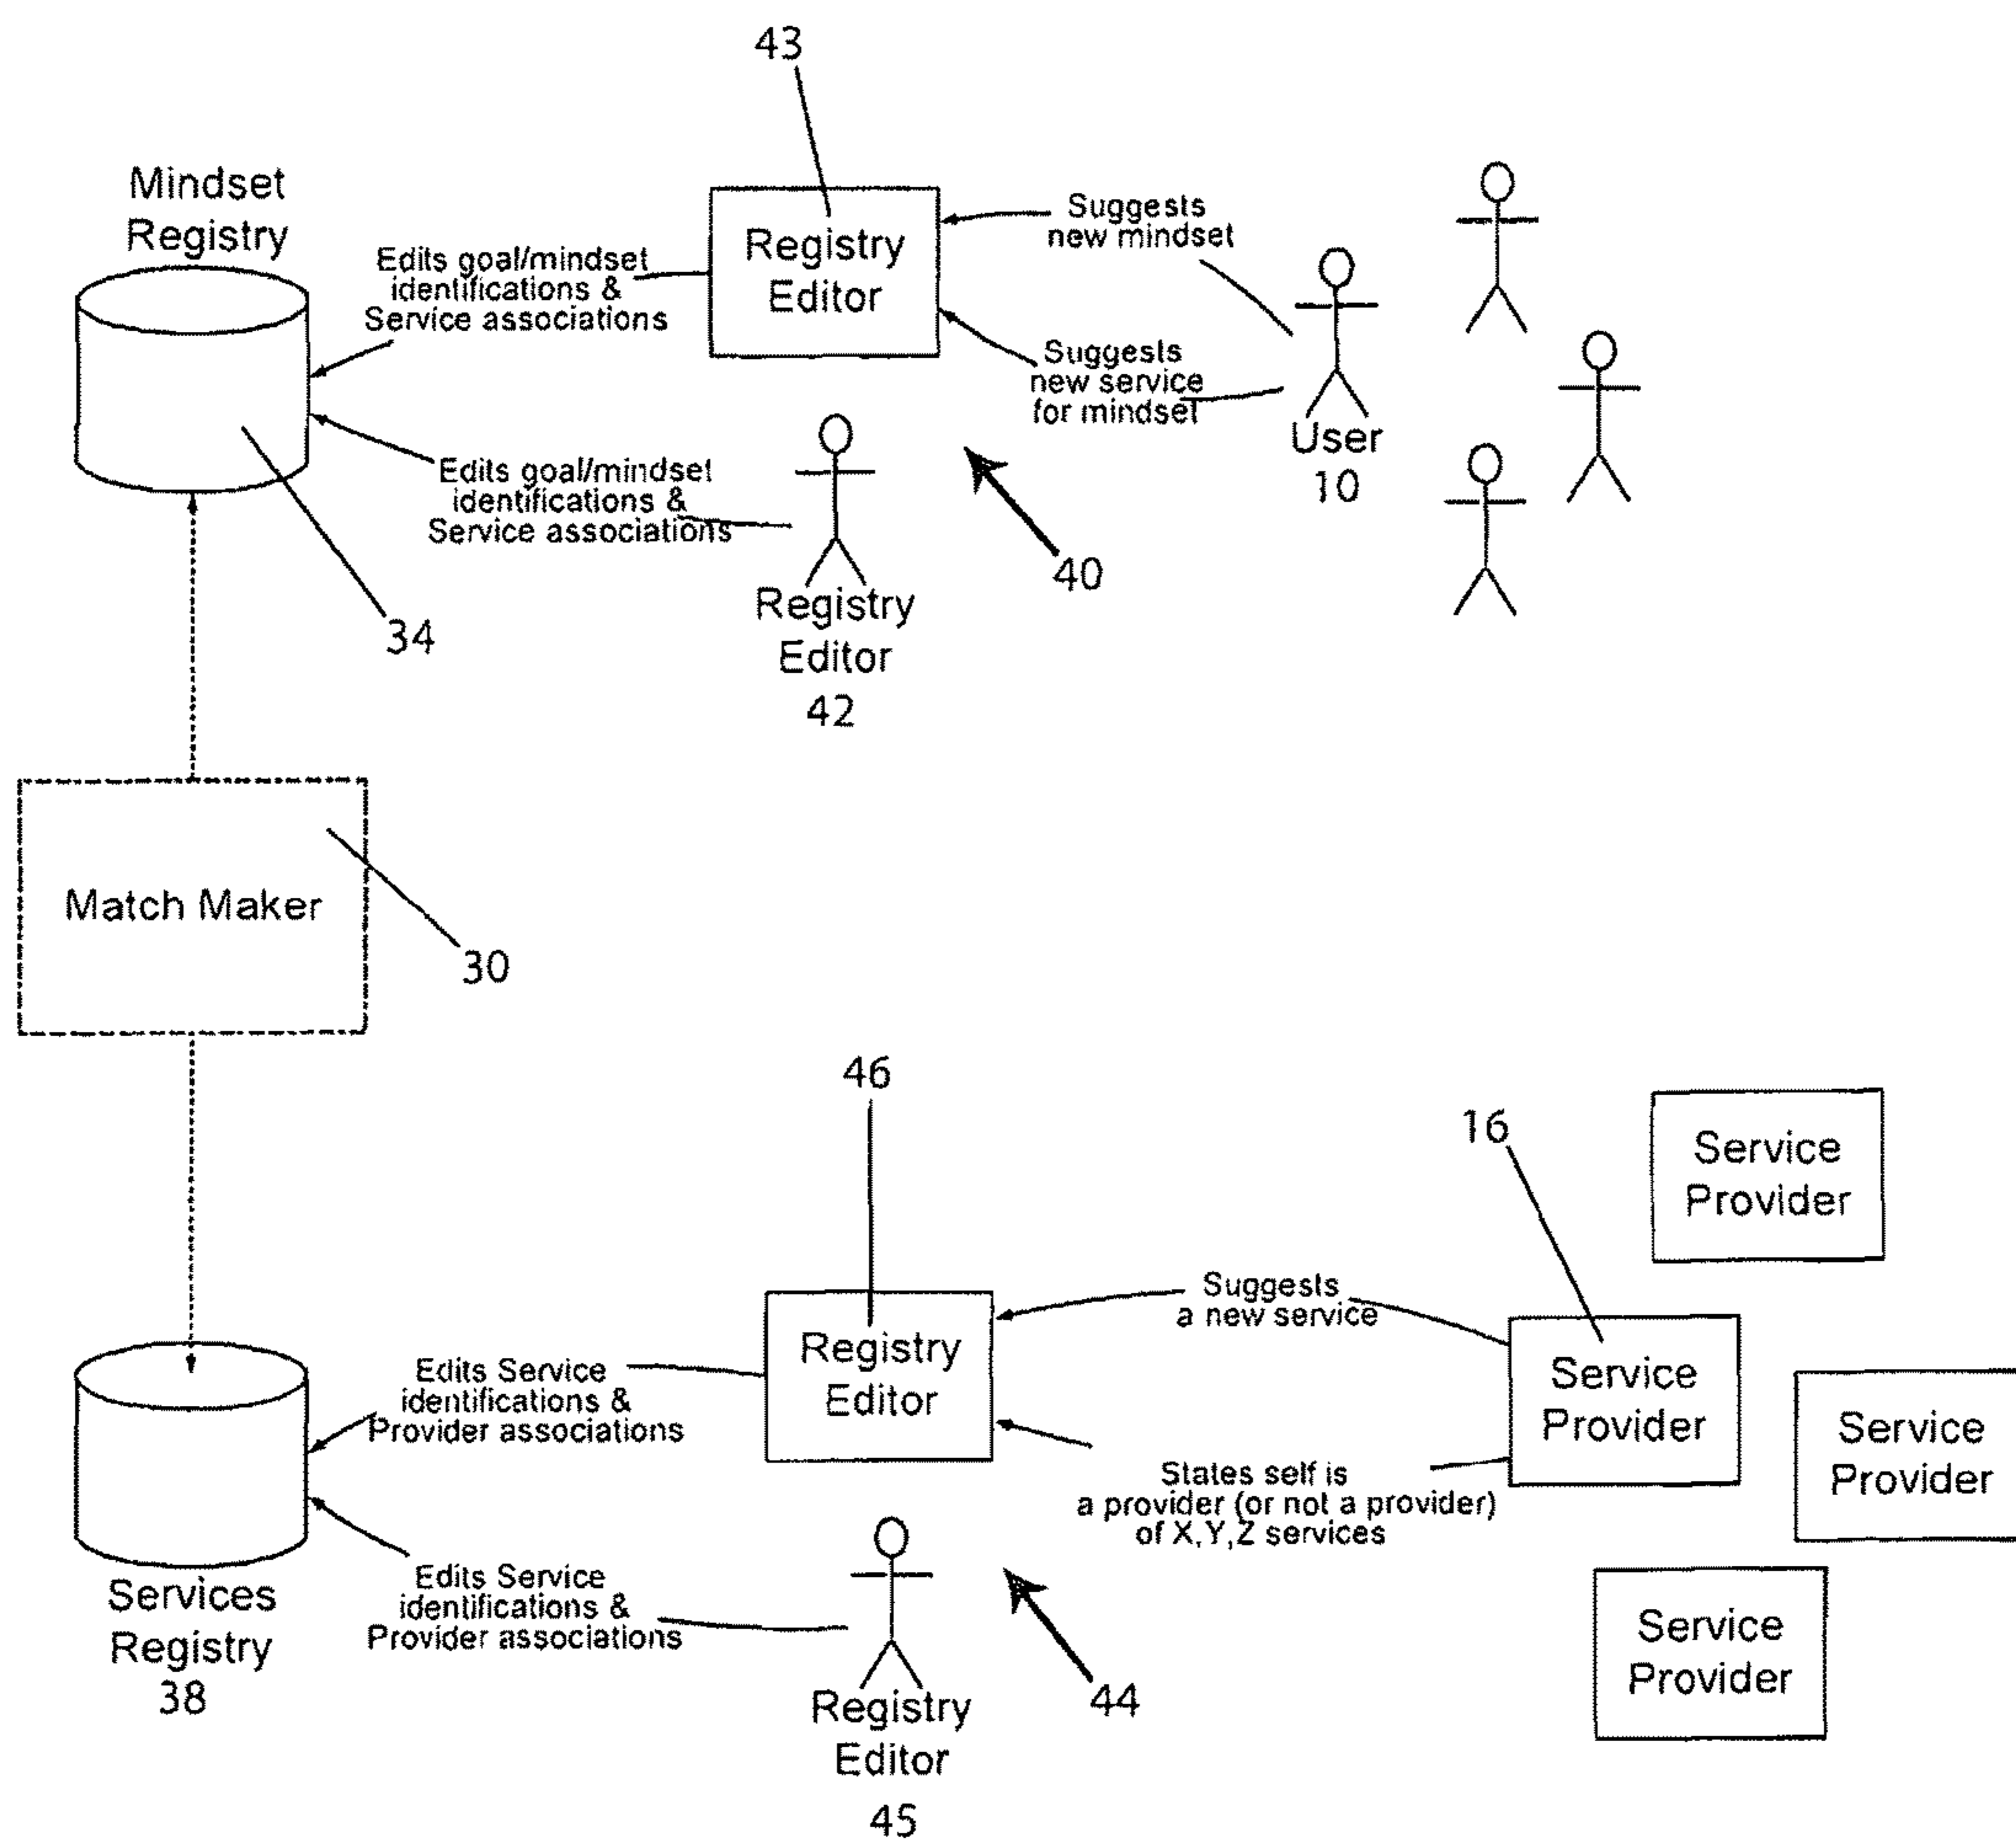 43
Mindset
Registry
Registry
Editor
Edits goal/mindset
identifications &
Service associations
Suggests
new mindset
Suggests
new service
for mindset
User
10
Edits goal/mindset
identifications &
Service associations
Registry
Editor
42
40
34
Match Maker
30
46
16
Service
Provider
Registry
Editor
Suggests
a new service
Service
Provider
Edits Service
identifications &
Provider associations
States self is
a provider (or not a provider)
of X,Y,Z services
Service
Provider
Services
Registry
38
Edits Service
identifications &
Provider associations
Registry
Editor
45
44
Service
Provider